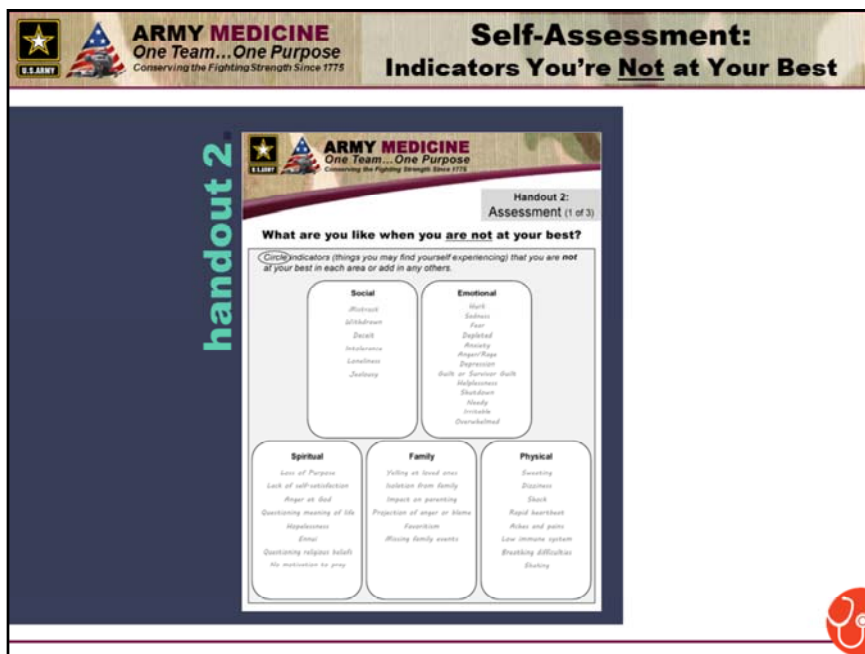 U.S.ARMY
ARMY MEDICINE
One Team...One Purpose
Conserving the Fighting Strength Since 1775
Self-Assessment:
Indicators You're Not at Your Best
handout 2.
U.S.ARMY
ARMY MEDICINE
One Team...One Purpose
Conserving the Fighting Strength Since 1775
Handout 2:
Assessment (1 of 3)
What are you like when you are not at your best?
Circle indicators (things you may find yourself experiencing) that you are not
at your best in each area or add in any others.
Social
Mistrust
Withdrawn
Deceit
Intolerance
Loneliness
Jealousy
Emotional
Hurt
Sadness
Fear
Depleted
Anxiety
Anger/Rage
Depression
Guilt or Survivor Guilt
Helplessness
Shutdown
Needy
Irritable
Overwhelmed
Spiritual
Loss of Purpose
Lack of self-satisfaction
Anger at God
Questioning meaning of life
Hopelessness
Ennui
Questioning religious beliefs
No motivation to pray
Family
Yelling at loved ones
Isolation from family
Impact on parenting
Projection of anger or blame
Favoritism
Missing family events
Physical
Sweating
Dizziness
Shock
Rapid heartbeat
Aches and pains
Low immune system
Breathing difficulties
Shaking